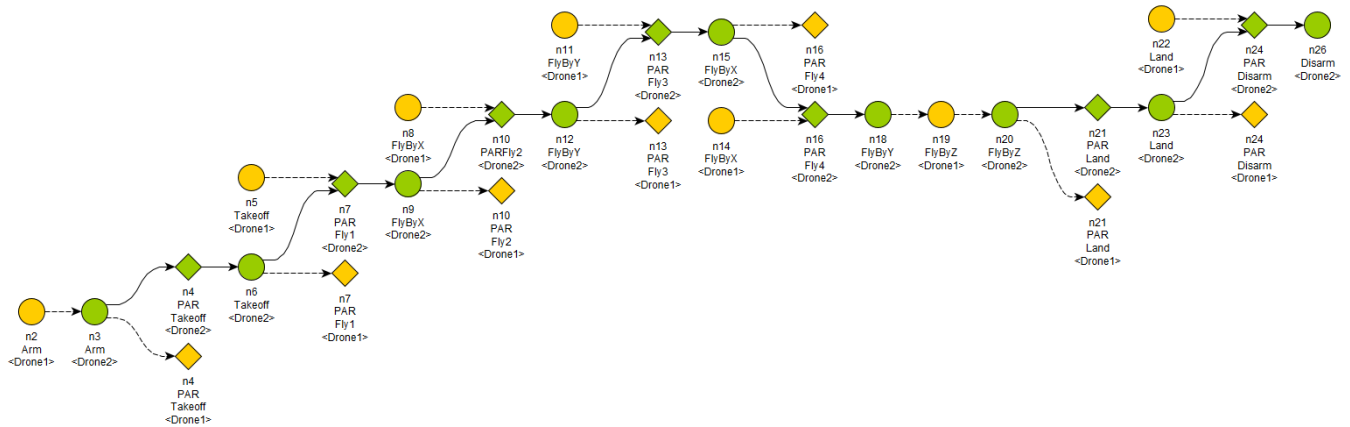 n11
FlyByY
<Drone1>
n13
PAR
Fly3
<Drone2>
n15
FlyByX
<Drone2>
n16
PAR
Fly4
<Drone1>
n22
Land
<Drone1>
n24
PAR
Disarm
<Drone2>
n26
Disarm
<Drone2>
n8
FlyByX
<Drone1>
n10
PARFly2
<Drone2>
n12
FlyByY
<Drone2>
n13
PAR
Fly3
<Drone1>
n14
FlyByX
<Drone1>
n16
PAR
Fly4
<Drone2>
n18
FlyByY
<Drone2>
n19
FlyByZ
<Drone1>
n20
FlyByZ
<Drone2>
n21
PAR
Land
<Drone2>
n23
Land
<Drone2>
n24
PAR
Disarm
<Drone1>
n5
Takeoff
<Drone1>
n7
PAR
Fly1
<Drone2>
n9
FlyByX
<Drone2>
n10
PAR
Fly2
<Drone1>
n21
PAR
Land
<Drone1>
n4
PAR
Takeoff
<Drone2>
n6
Takeoff
<Drone2>
n7
PAR
Fly1
<Drone1>
n2
Arm
<Drone1>
n3
Arm
<Drone2>
n4
PAR
Takeoff
<Drone1>